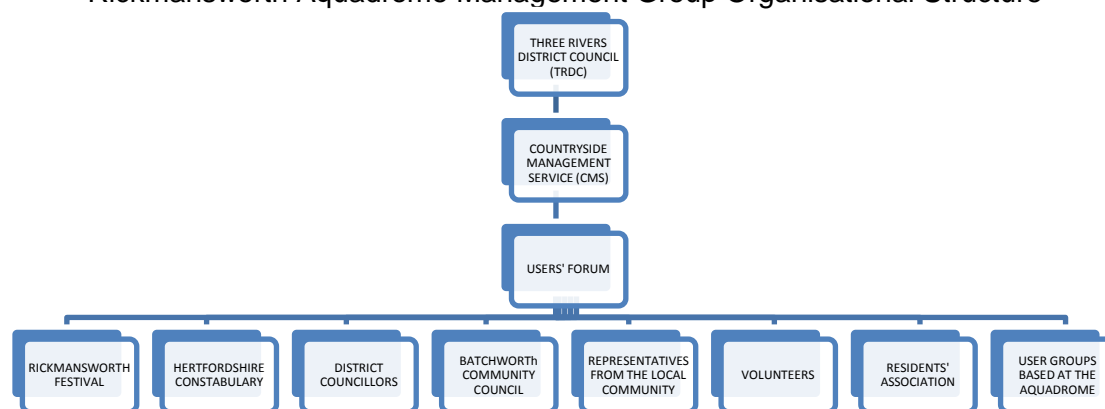 Rickmansworth Aquadrome Management Group Organisational Structure
THREE RIVERS
DISTRICT COUNCIL
(TRDC)
COUNTRYSIDE
MANAGEMENT
SERVICE (CMS)
USERS' FORUM
RICKMANSWORTH
FESTIVAL
HERTFORDSHIRE
CONSTABULARY
DISTRICT
COUNCILLORS
BATCHWORTh
COMMUNITY
COUNCIL
REPRESENTATIVES
FROM THE LOCAL
COMMUNITY
VOLUNTEERS
RESIDENTS'
ASSOCIATION
USER GROUPS
BASED AT THE
AQUADROME